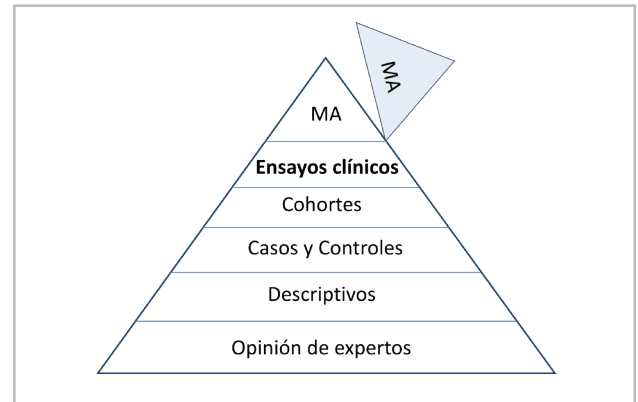 MA
MA
Ensayos clínicos
Cohortes
Casos y Controles
Descriptivos
Opinión de expertos